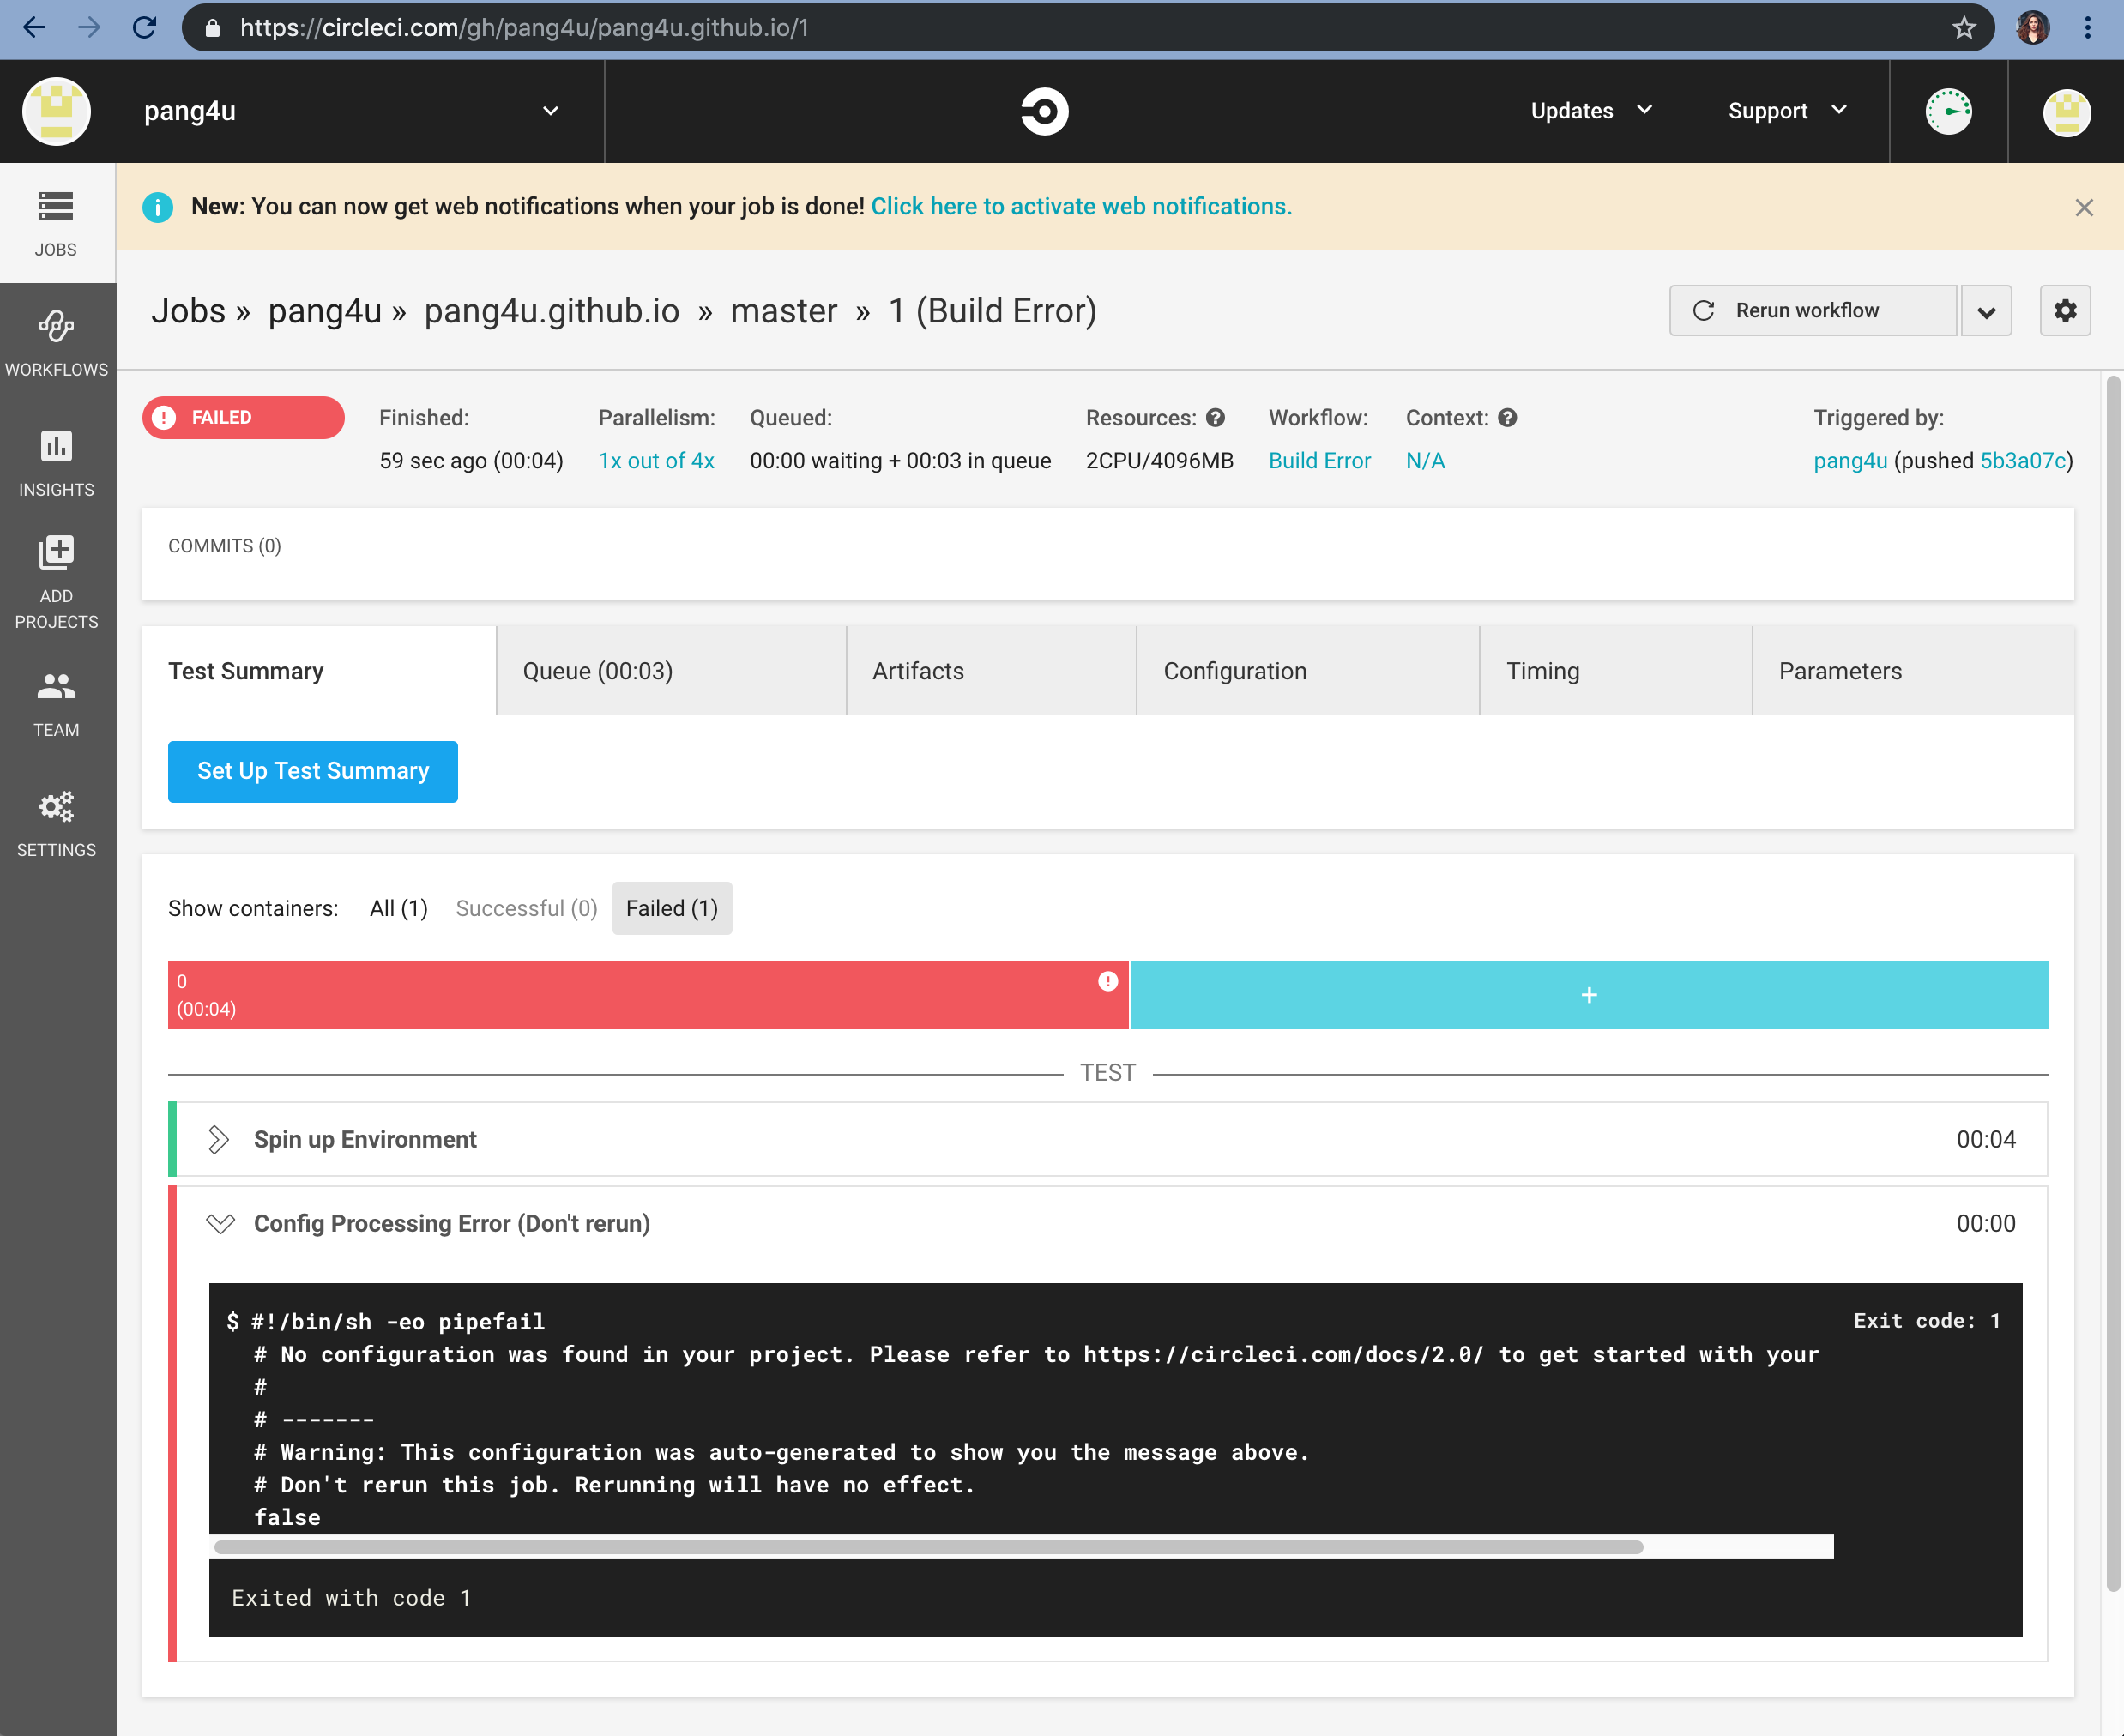 https://circleci.com/gh/pang4u/pang4u.github.io/1
pang4u
Updates
Support
New: You can now get web notifications when your job is done! Click here to activate web notifications.
JOBS
Jobs » pang4u » pang4u.github.io » master » 1 (Build Error)
Rerun workflow
WORKFLOWS
INSIGHTS
ADD
PROJECTS
TEAM
SETTINGS
FAILED
Finished:
59 sec ago (00:04)
Parallelism:
1x out of 4x
Queued:
00:00 waiting + 00:03 in queue
Resources:
2CPU/4096MB
Workflow:
Build Error
Context:
N/A
Triggered by:
pang4u (pushed 5b3a07c)
COMMITS (0)
Test Summary
Queue (00:03)
Artifacts
Configuration
Timing
Parameters
Set Up Test Summary
Show containers: All (1) Successful (0) Failed (1)
0
(00:04)
+
TEST
Spin up Environment 00:04
Config Processing Error (Don't rerun) 00:00
$ #!/bin/sh -eo pipefail
Exit code: 1
# No configuration was found in your project. Please refer to https://circleci.com/docs/2.0/ to get started with your
#
# -------
# Warning: This configuration was auto-generated to show you the message above.
# Don't rerun this job. Rerunning will have no effect.
false
Exited with code 1